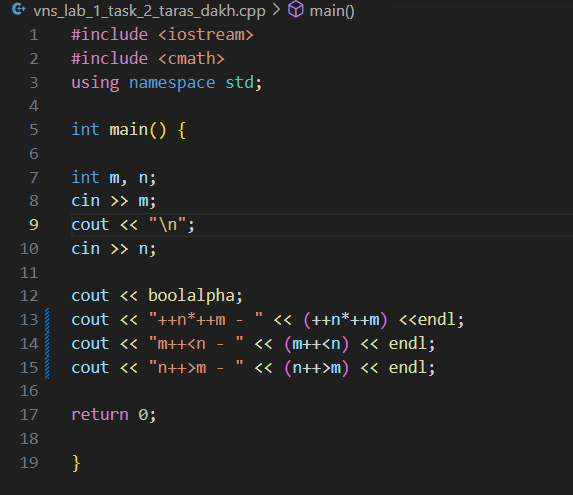 vns_lab_1_task_2_taras_dakh.cpp > main()
1 #include <iostream>
2 #include <cmath>
3 using namespace std;
4
5 int main() {
6
7 int m, n;
8 cin >> m;
9 cout << "\n";
10 cin >> n;
11
12 cout << boolalpha;
13 cout << "++n*++m - " << (++n*++m) <<endl;
14 cout << "m++<n - " << (m++<n) << endl;
15 cout << "n++>m - " << (n++>m) << endl;
16
17 return 0;
18
19 }